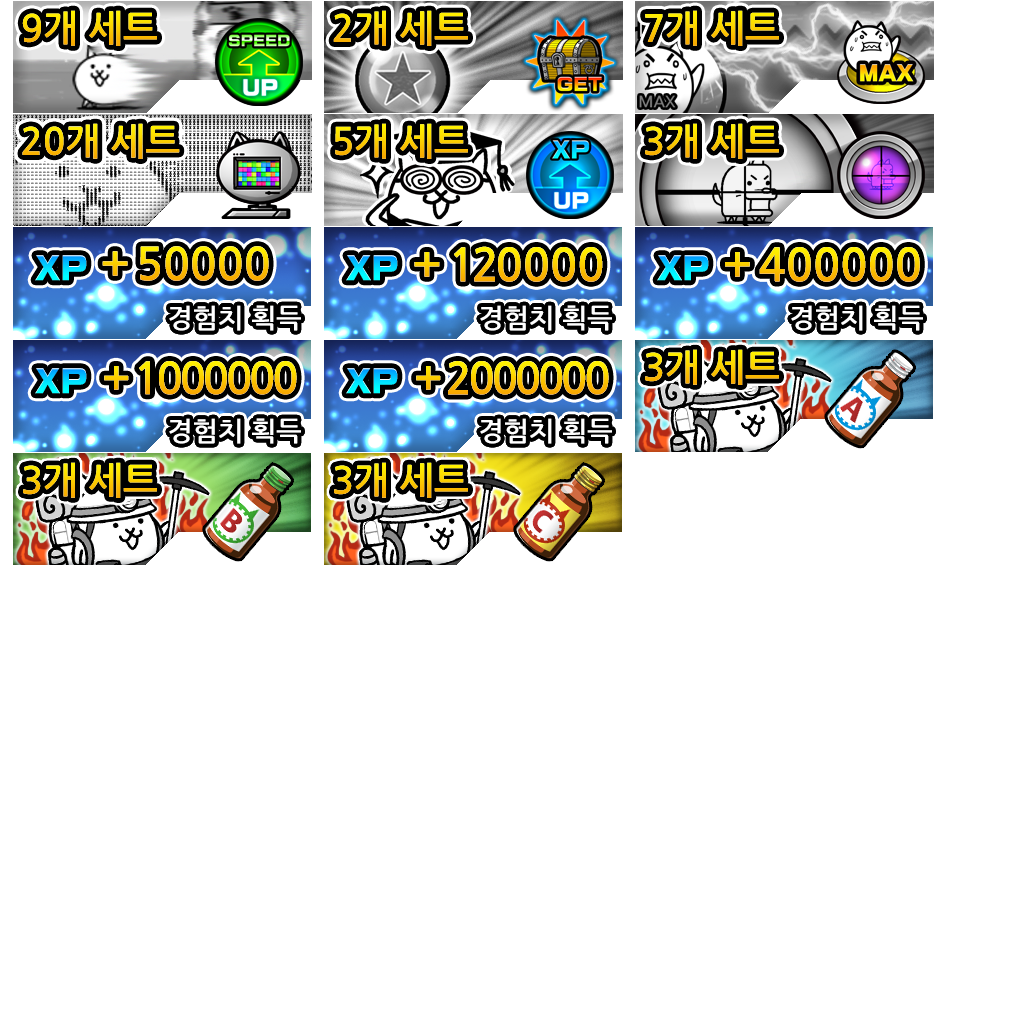 9개 세트
SPEED
UP
2개 세트
GET
7개 세트
MAX
MAX
20개 세트
5개 세트
XP
UP
3개 세트
XP + 50000
경험치 획득
XP + 120000
경험치 획득
XP + 400000
경험치 획득
XP + 1000000
경험치 획득
XP + 2000000
경험치 획득
3개 세트
A
3개 세트
B
3개 세트
C